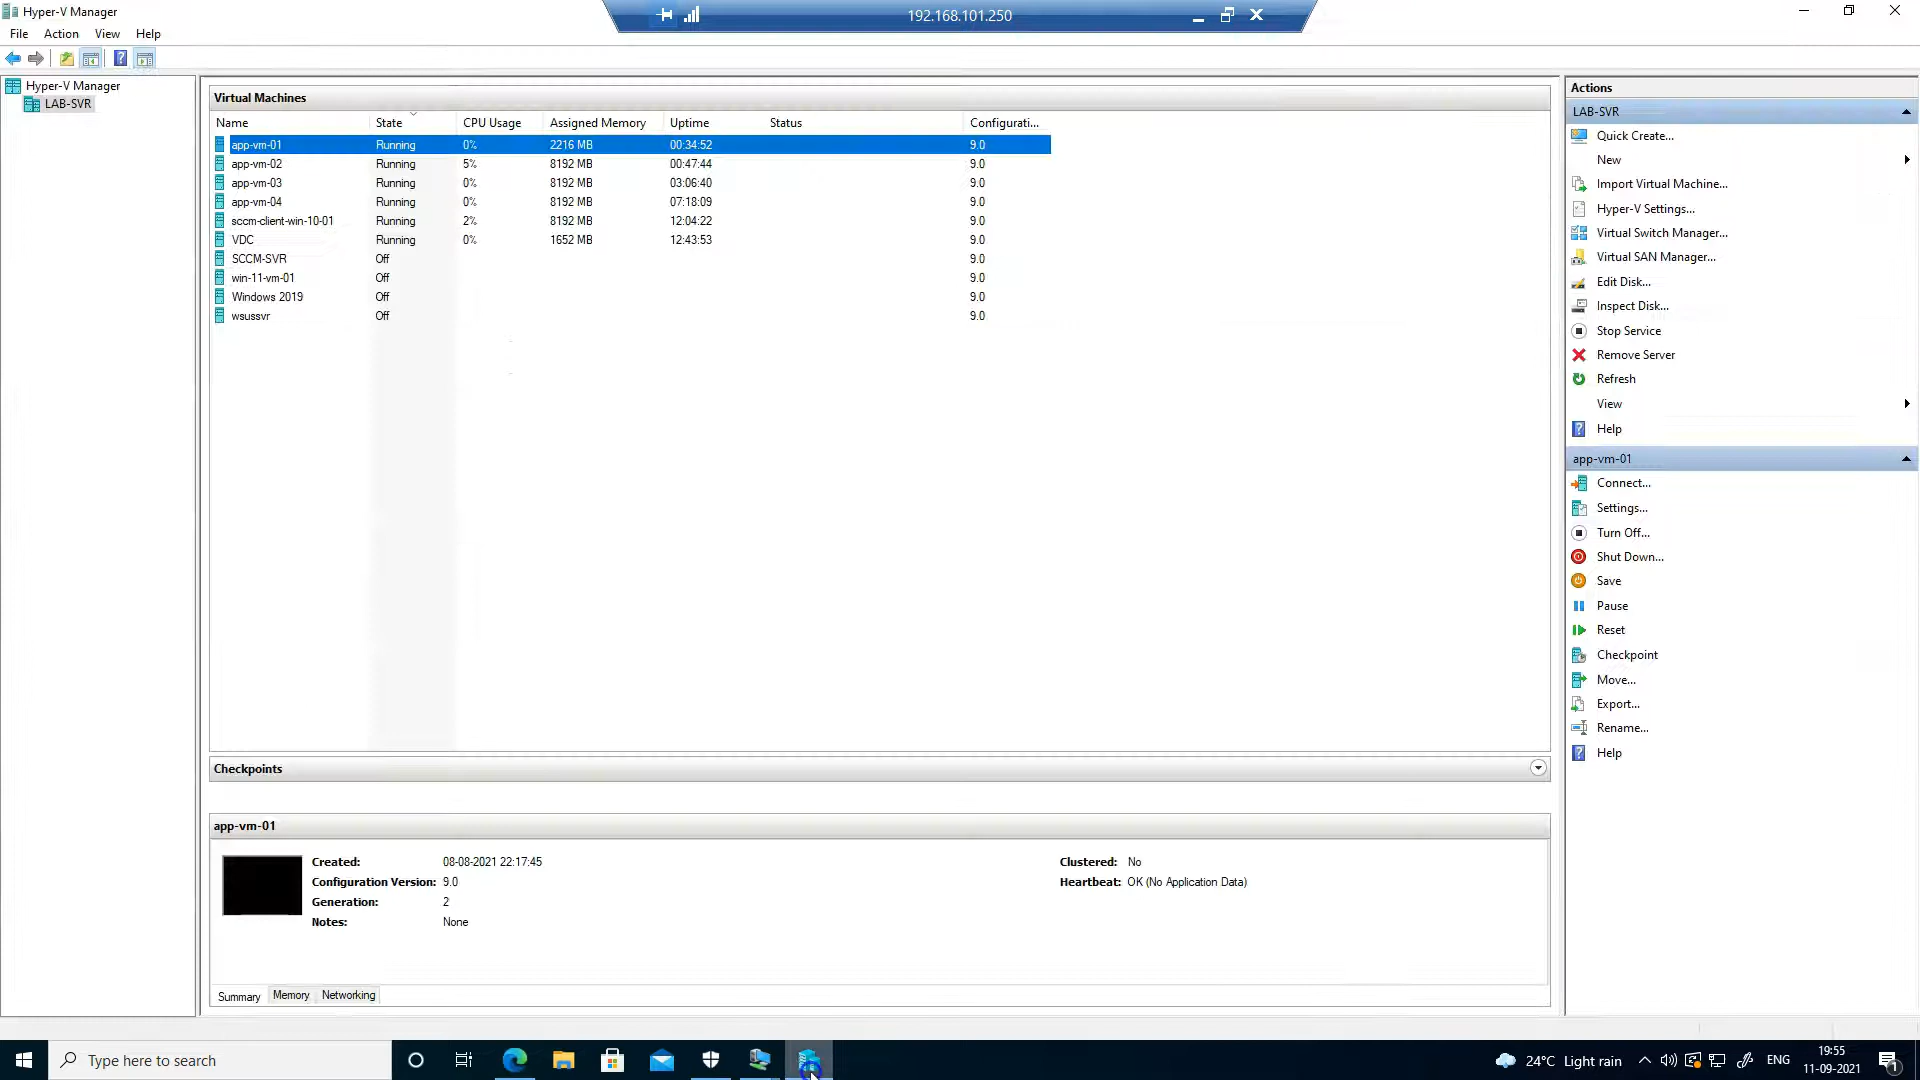 Hyper-V Manager
192.168.101.250
File Action View Help
Hyper-V Manager
LAB-SVR
Virtual Machines
Name State CPU Usage Assigned Memory Uptime Status Configurati...
app-vm-01 Running 0% 2216 MB 00:34:52 9.0
app-vm-02 Running 5% 8192 MB 00:47:44 9.0
app-vm-03 Running 0% 8192 MB 03:06:40 9.0
app-vm-04 Running 0% 8192 MB 07:18:09 9.0
sccm-client-win-10-01 Running 2% 8192 MB 12:04:22 9.0
VDC Running 0% 1652 MB 12:43:53 9.0
SCCM-SVR Off 9.0
win-11-vm-01 Off 9.0
Windows 2019 Off 9.0
wsussvr Off 9.0
Checkpoints
app-vm-01
Created: 08-08-2021 22:17:45 Clustered: No
Configuration Version: 9.0 Heartbeat: OK (No Application Data)
Generation: 2
Notes: None
Summary Memory Networking
Actions
LAB-SVR
Quick Create...
New
Import Virtual Machine...
Hyper-V Settings...
Virtual Switch Manager...
Virtual SAN Manager...
Edit Disk...
Inspect Disk...
Stop Service
Remove Server
Refresh
View
Help
app-vm-01
Connect...
Settings...
Turn Off...
Shut Down...
Save
Pause
Reset
Checkpoint
Move...
Export...
Rename...
Help
Type here to search
24°C Light rain
ENG
19:55
11-09-2021
1